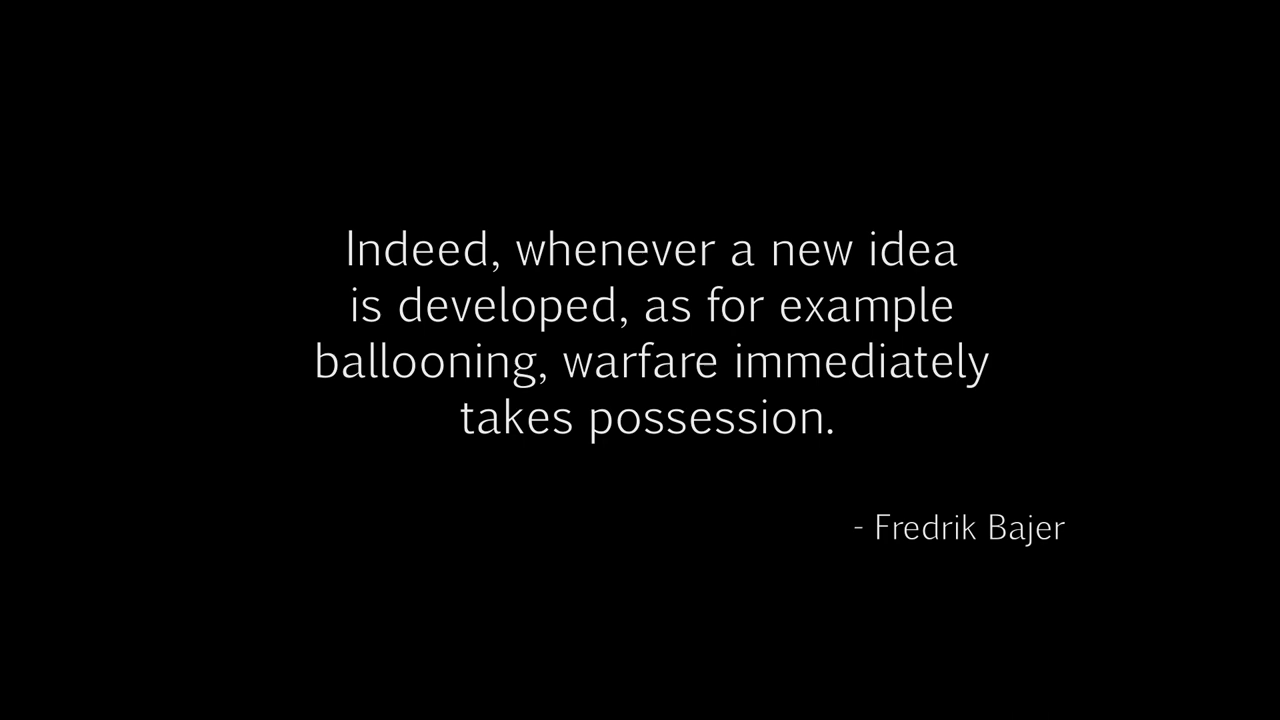 Indeed, whenever a new idea
is developed, as for example
ballooning, warfare immediately
takes possession.
- Fredrik Bajer